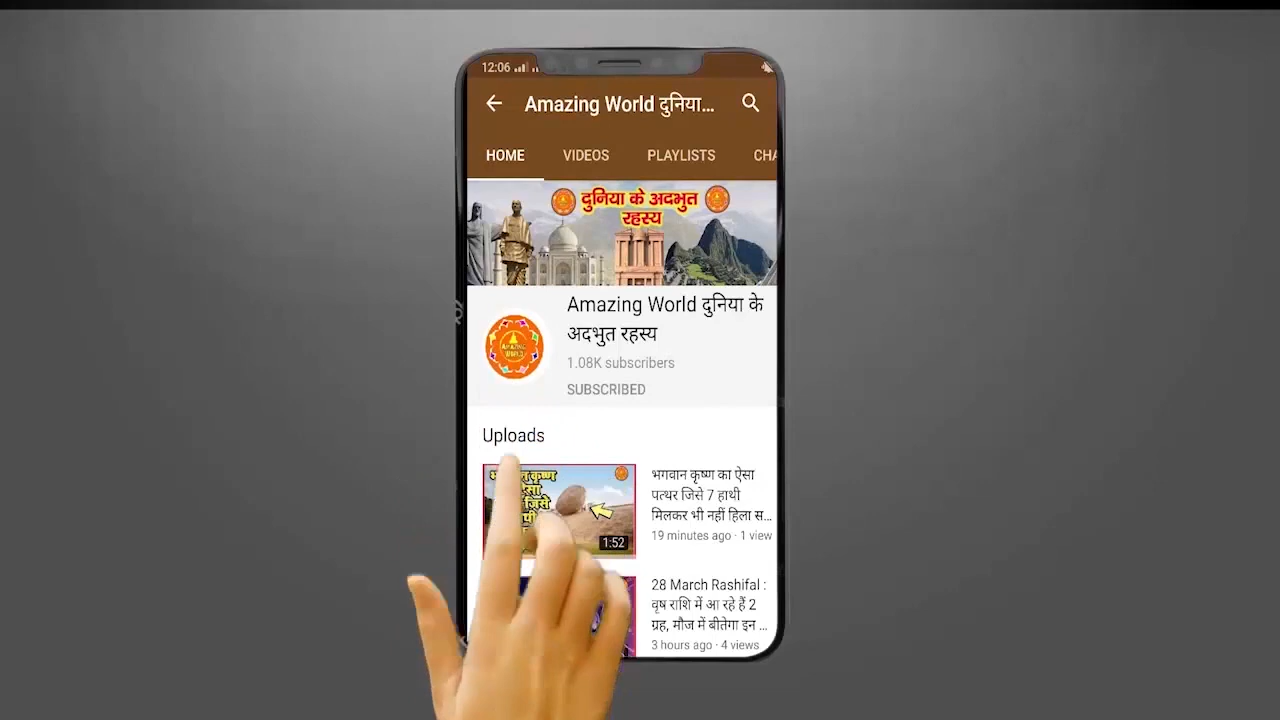 12:06
Amazing World दुनिया...
HOME VIDEOS PLAYLISTS CHA
दुनिया के अदभुत
रहस्य
Amazing World दुनिया के
अदभुत रहस्य
AMAZING
WORLD
1.08K subscribers
SUBSCRIBED
Uploads
कृष्ण
जिसे
1:52
भगवान कृष्ण का ऐसा
पत्थर जिसे 7 हाथी
मिलकर भी नहीं हिला स...
19 minutes ago · 1 view
28 March Rashifal :
वृष राशि में आ रहे हैं 2
ग्रह, मौज में बीतेगा इन ...
3 hours ago · 4 views